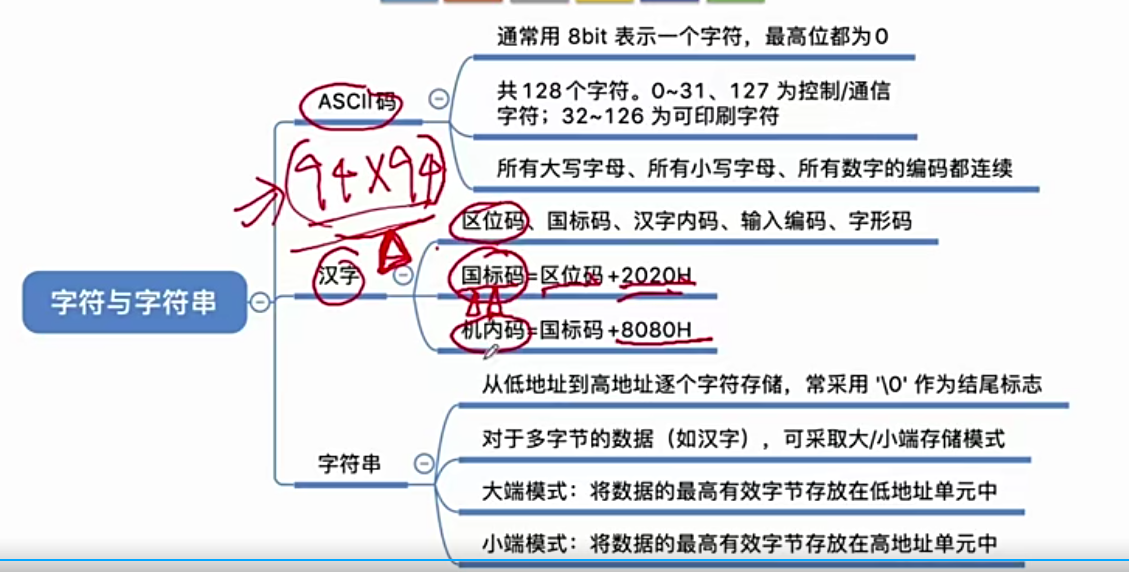 通常用 8bit 表示一个字符，最高位都为0
ASCII码
共128个字符。0~31、127 为控制/通信
字符；32~126 为可印刷字符
所有大写字母、所有小写字母、所有数字的编码都连续
(94X94)
区位码、国标码、汉字内码、输入编码、字形码
汉字
国标码=区位码+2020H
字符与字符串
机内码=国标码+8080H
从低地址到高地址逐个字符存储，常采用 '\0' 作为结尾标志
对于多字节的数据（如汉字），可采取大/小端存储模式
字符串
大端模式：将数据的最高有效字节存放在低地址单元中
小端模式：将数据的最高有效字节存放在高地址单元中